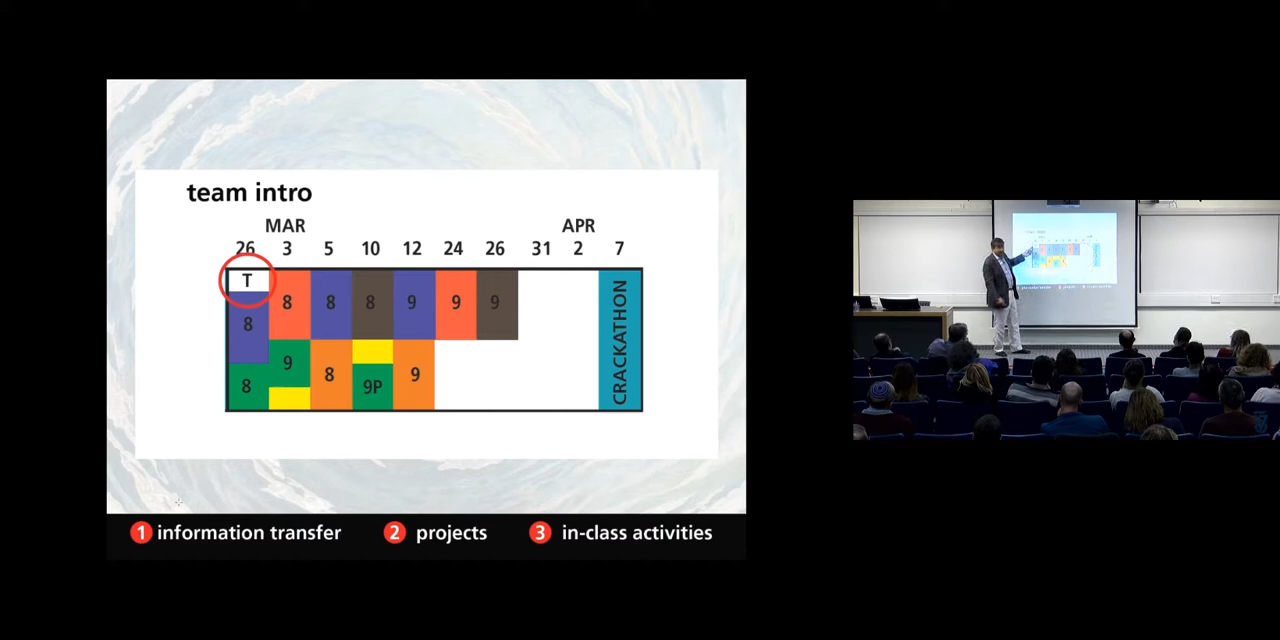 team intro
MAR APR
26 3 5 10 12 24 26 31 2 7
T
8 8 8 8 9 9 9
8 9 8 9P 9
CRACKATHON
1 information transfer 2 projects 3 in-class activities